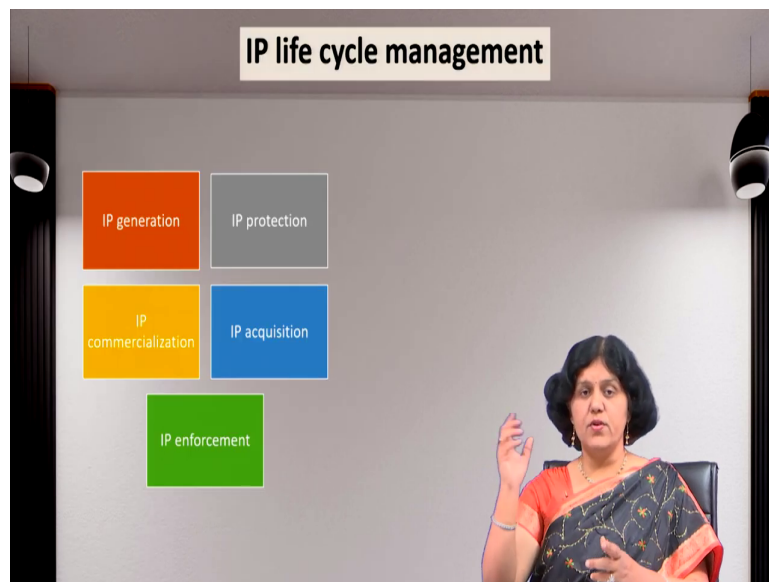 IP life cycle management
IP generation
IP protection
IP
commercialization
IP acquisition
IP enforcement